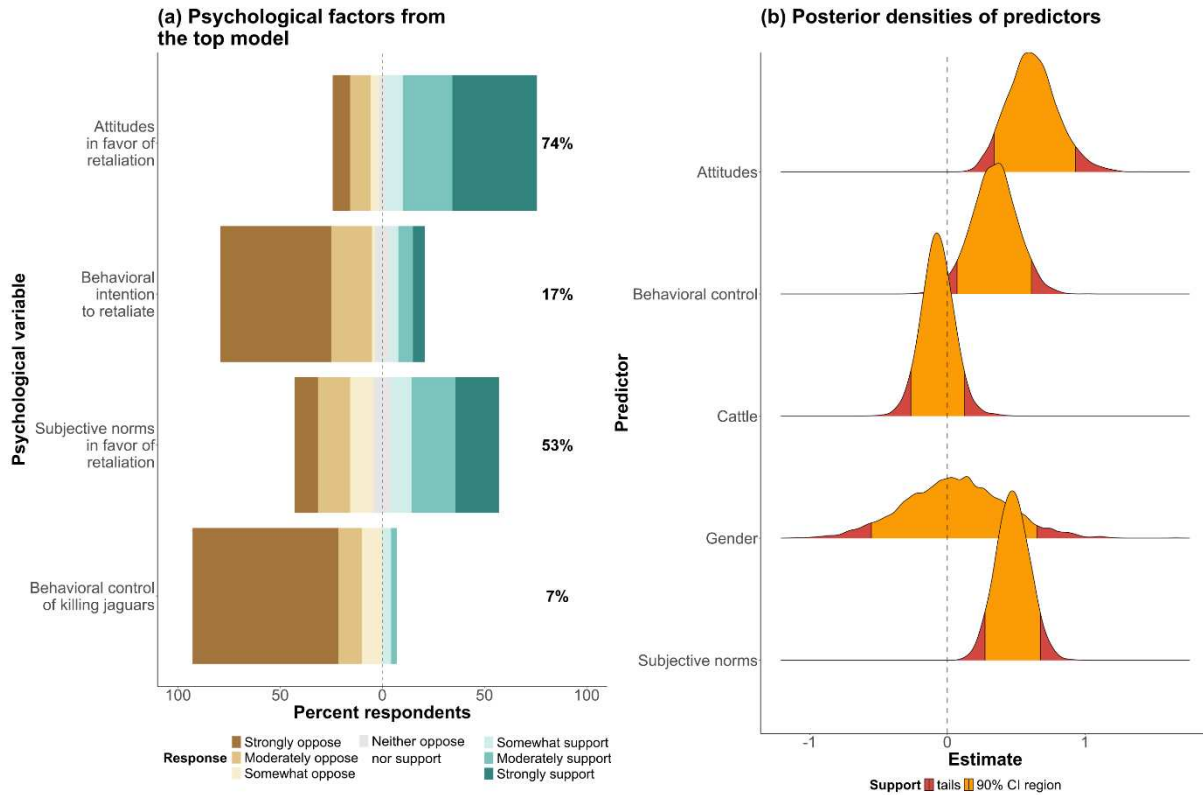 (a) Psychological factors from
the top model
Psychological variable
Attitudes
in favor of
retaliation
74%
Behavioral
intention
to retaliate
17%
Subjective norms
in favor of
retaliation
53%
Behavioral control
of killing jaguars
7%
100 50 0 50 100
Percent respondents
Response
Strongly oppose
Moderately oppose
Somewhat oppose
Neither oppose
nor support
Somewhat support
Moderately support
Strongly support
(b) Posterior densities of predictors
Predictor
Attitudes
Behavioral control
Cattle
Gender
Subjective norms
-1 0 1
Estimate
Support tails 90% CI region